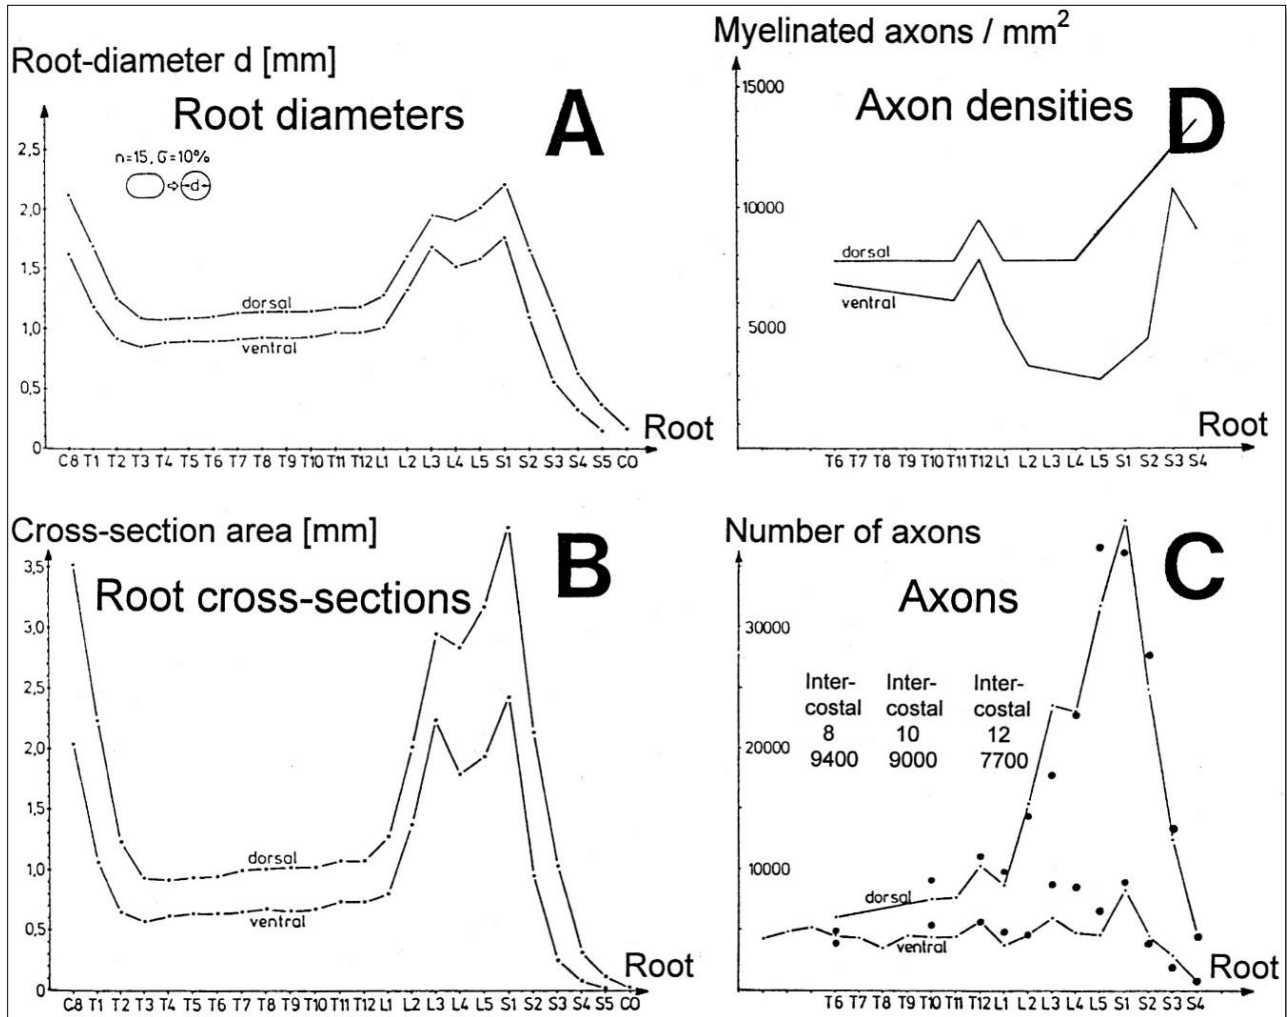 Root-diameter d [mm]
Root diameters
A
n=15, σ=10%
d
2,5
2,0
1,5
1,0
0,5
0
dorsal
ventral
Root
C8 T1 T2 T3 T4 T5 T6 T7 T8 T9 T10 T11 T12 L1 L2 L3 L4 L5 S1 S2 S3 S4 S5 CO
Myelinated axons / mm²
Axon densities
D
15000
10000
5000
dorsal
ventral
Root
T6 T7 T8 T9 T10 T11 T12 L1 L2 L3 L4 L5 S1 S2 S3 S4
Cross-section area [mm]
Root cross-sections
B
3,5
3,0
2,5
2,0
1,5
1,0
0,5
0
dorsal
ventral
Root
C8 T1 T2 T3 T4 T5 T6 T7 T8 T9 T10 T11 T12 L1 L2 L3 L4 L5 S1 S2 S3 S4 S5 CO
Number of axons
Axons
C
30000
20000
10000
Inter- Inter- Inter-
costal costal costal
8 10 12
9400 9000 7700
dorsal
ventral
Root
T6 T7 T8 T9 T10 T11 T12 L1 L2 L3 L4 L5 S1 S2 S3 S4